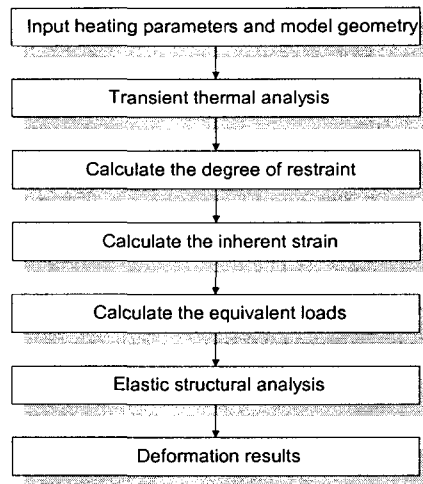 Input heating parameters and model geometry
Transient thermal analysis
Calculate the degree of restraint
Calculate the inherent strain
Calculate the equivalent loads
Elastic structural analysis
Deformation results